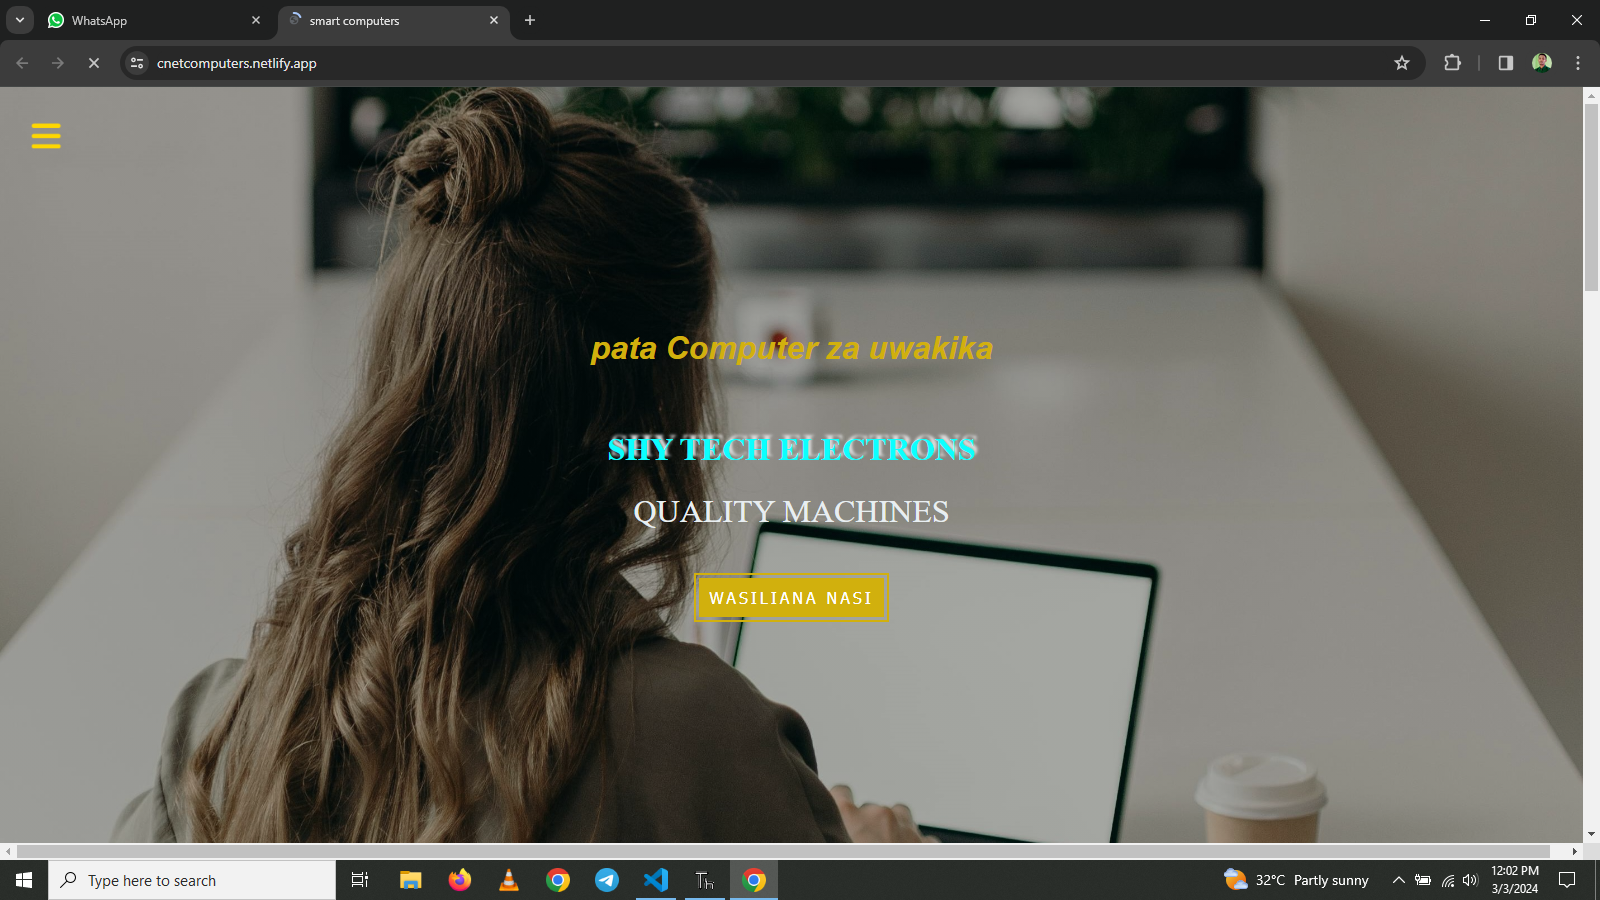 WhatsApp
smart computers
cnetcomputers.netlify.app
pata Computer za uwakika
SHY TECH ELECTRONS
QUALITY MACHINES
WASILIANA NASI
Type here to search
Th
32°C Partly sunny
12:02 PM
3/3/2024